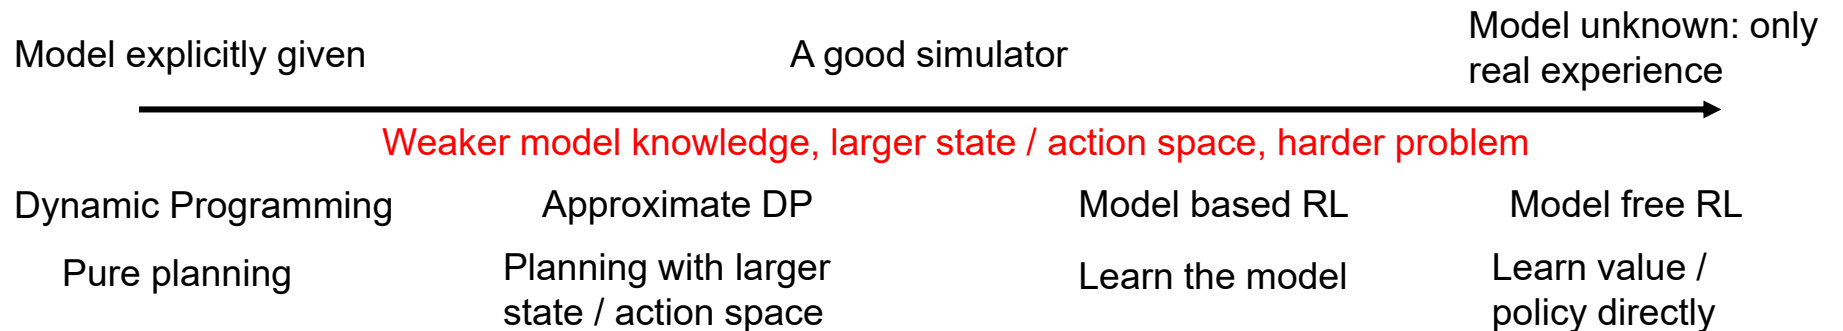 Model explicitly given
A good simulator
Model unknown: only
real experience
Weaker model knowledge, larger state / action space, harder problem
Dynamic Programming
Approximate DP
Model based RL
Model free RL
Pure planning
Planning with larger
state / action space
Learn the model
Learn value /
policy directly